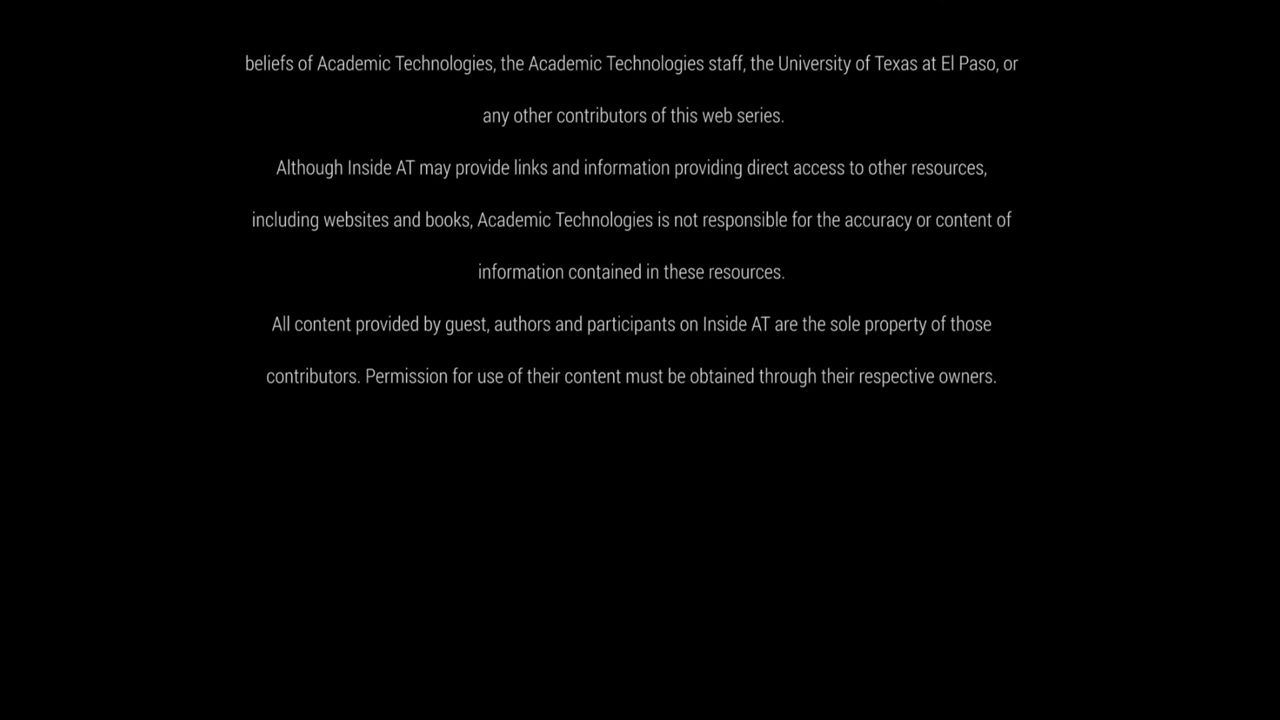 beliefs of Academic Technologies, the Academic Technologies staff, the University of Texas at El Paso, or
any other contributors of this web series.
Although Inside AT may provide links and information providing direct access to other resources,
including websites and books, Academic Technologies is not responsible for the accuracy or content of
information contained in these resources.
All content provided by guest, authors and participants on Inside AT are the sole property of those
contributors. Permission for use of their content must be obtained through their respective owners.